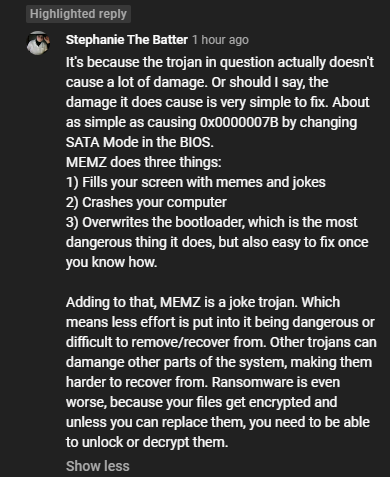 Highlighted reply
Stephanie The Batter 1 hour ago
It's because the trojan in question actually doesn't
cause a lot of damage. Or should I say, the
damage it does cause is very simple to fix. About
as simple as causing 0x0000007B by changing
SATA Mode in the BIOS.
MEMZ does three things:
1) Fills your screen with memes and jokes
2) Crashes your computer
3) Overwrites the bootloader, which is the most
dangerous thing it does, but also easy to fix once
you know how.
Adding to that, MEMZ is a joke trojan. Which
means less effort is put into it being dangerous or
difficult to remove/recover from. Other trojans can
damange other parts of the system, making them
harder to recover from. Ransomware is even
worse, because your files get encrypted and
unless you can replace them, you need to be able
to unlock or decrypt them.
Show less